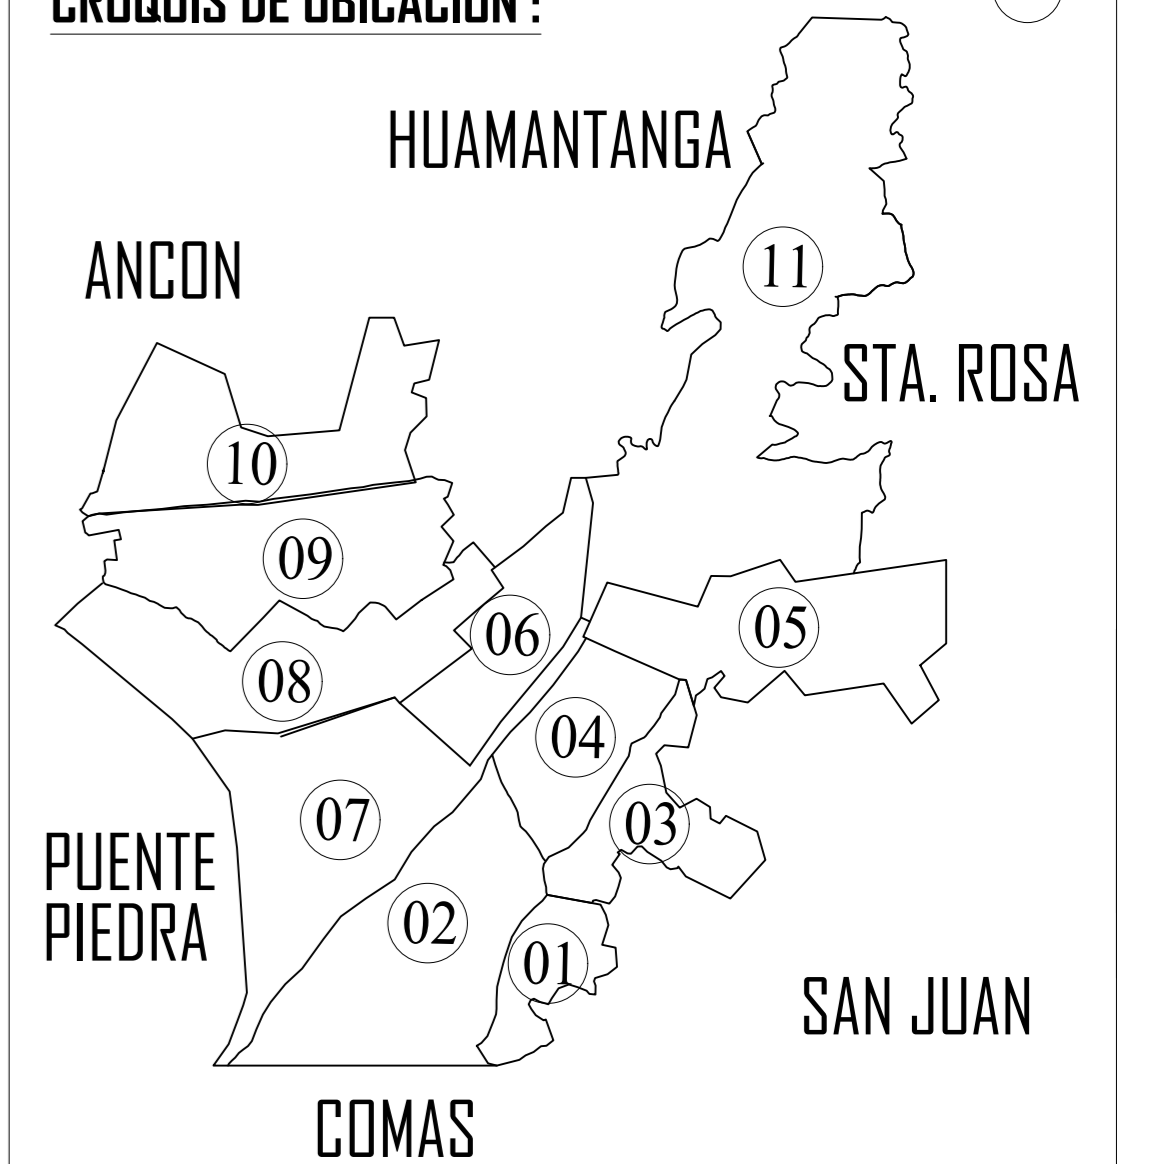 CROQUIS DE UBICACION :
HUAMANTANGA
ANCON
11
STA. ROSA
10
09
05
06
08
04
07
03
PUENTE
PIEDRA
02
01
SAN JUAN
COMAS